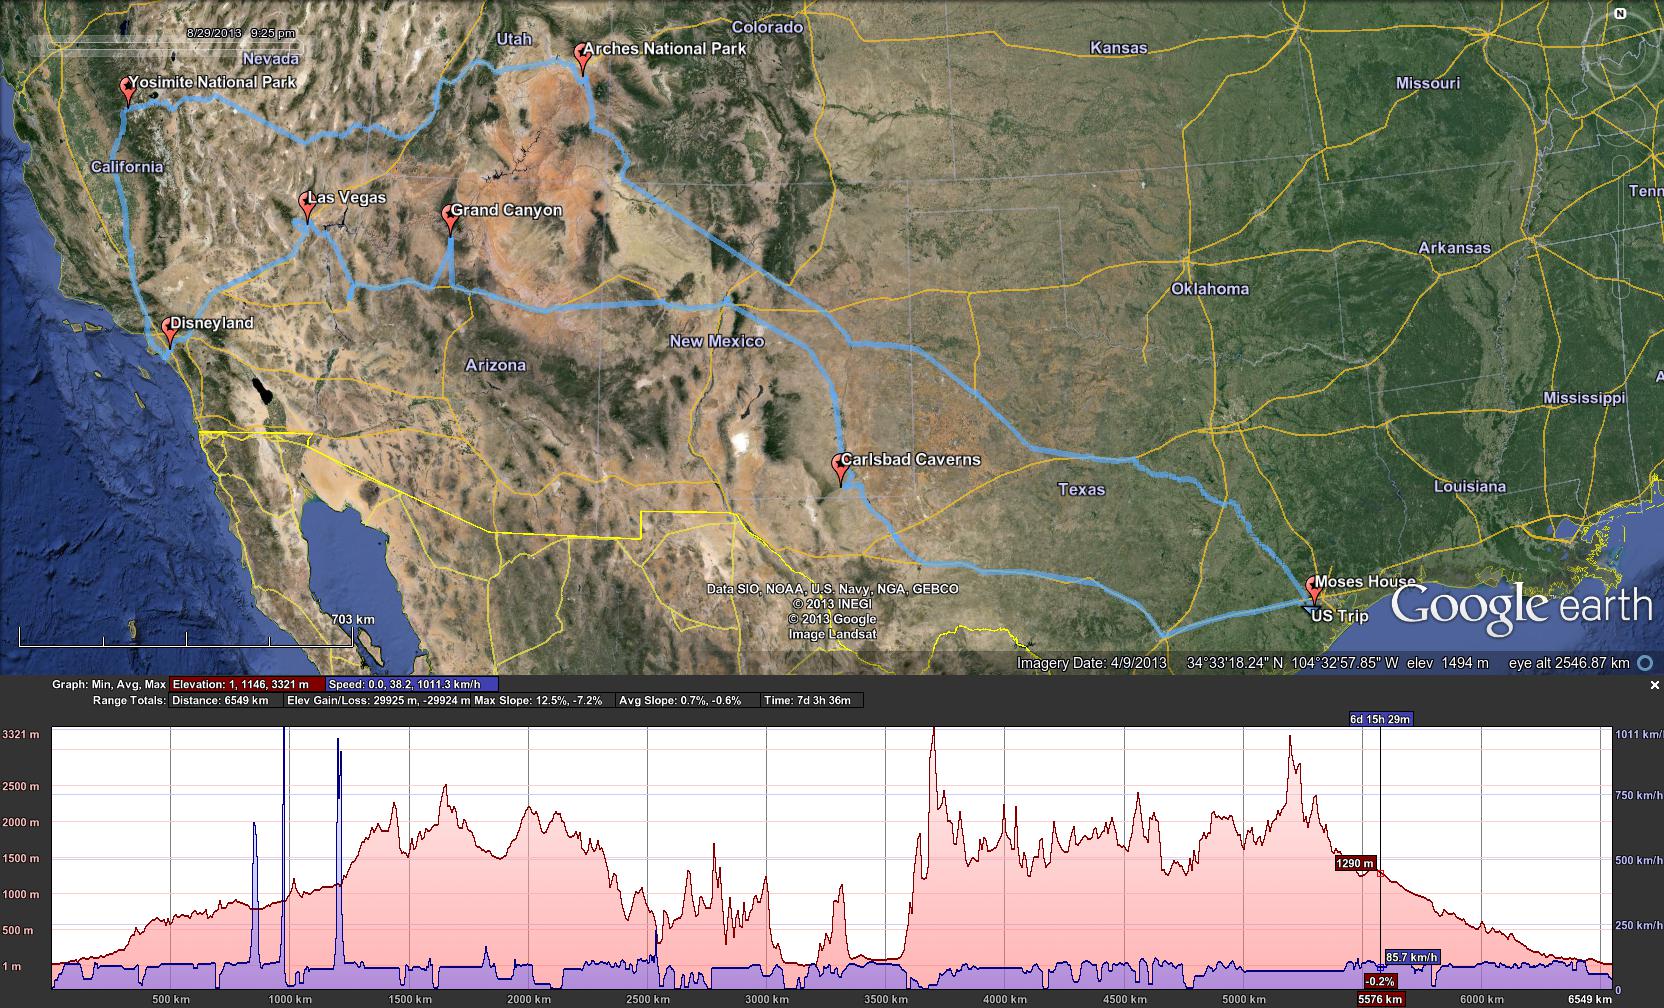 8/29/2013 9:25 pm
N
Colorado
Utah
Arches National Park
Kansas
Nevada
Yosimite National Park
Missouri
California
Las Vegas
Grand Canyon
Tenn
Arkansas
Oklahoma
Disneyland
New Mexico
Arizona
A
Mississippi
Carlsbad Caverns
Texas
Louisiana
Moses House
US Trip
Google earth
Data SIO, NOAA, U.S. Navy, NGA, GEBCO
© 2013 INEGI
© 2013 Google
Image Landsat
703 km
Imagery Date: 4/9/2013 34°33'18.24" N 104°32'57.85" W elev 1494 m eye alt 2546.87 km
Graph: Min, Avg, Max Elevation: 1, 1146, 3321 m Speed: 0.0, 38.2, 1011.3 km/h
Range Totals: Distance: 6549 km Elev Gain/Loss: 29925 m, -29924 m Max Slope: 12.5%, -7.2% Avg Slope: 0.7%, -0.6% Time: 7d 3h 36m
6d 15h 29m
3321 m
1011 km/h
2500 m
750 km/h
2000 m
1500 m
500 km/h
1290 m
1000 m
500 m
250 km/h
1 m
85.7 km/h
-0.2%
0
500 km 1000 km 1500 km 2000 km 2500 km 3000 km 3500 km 4000 km 4500 km 5000 km 5576 km 6000 km 6549 km